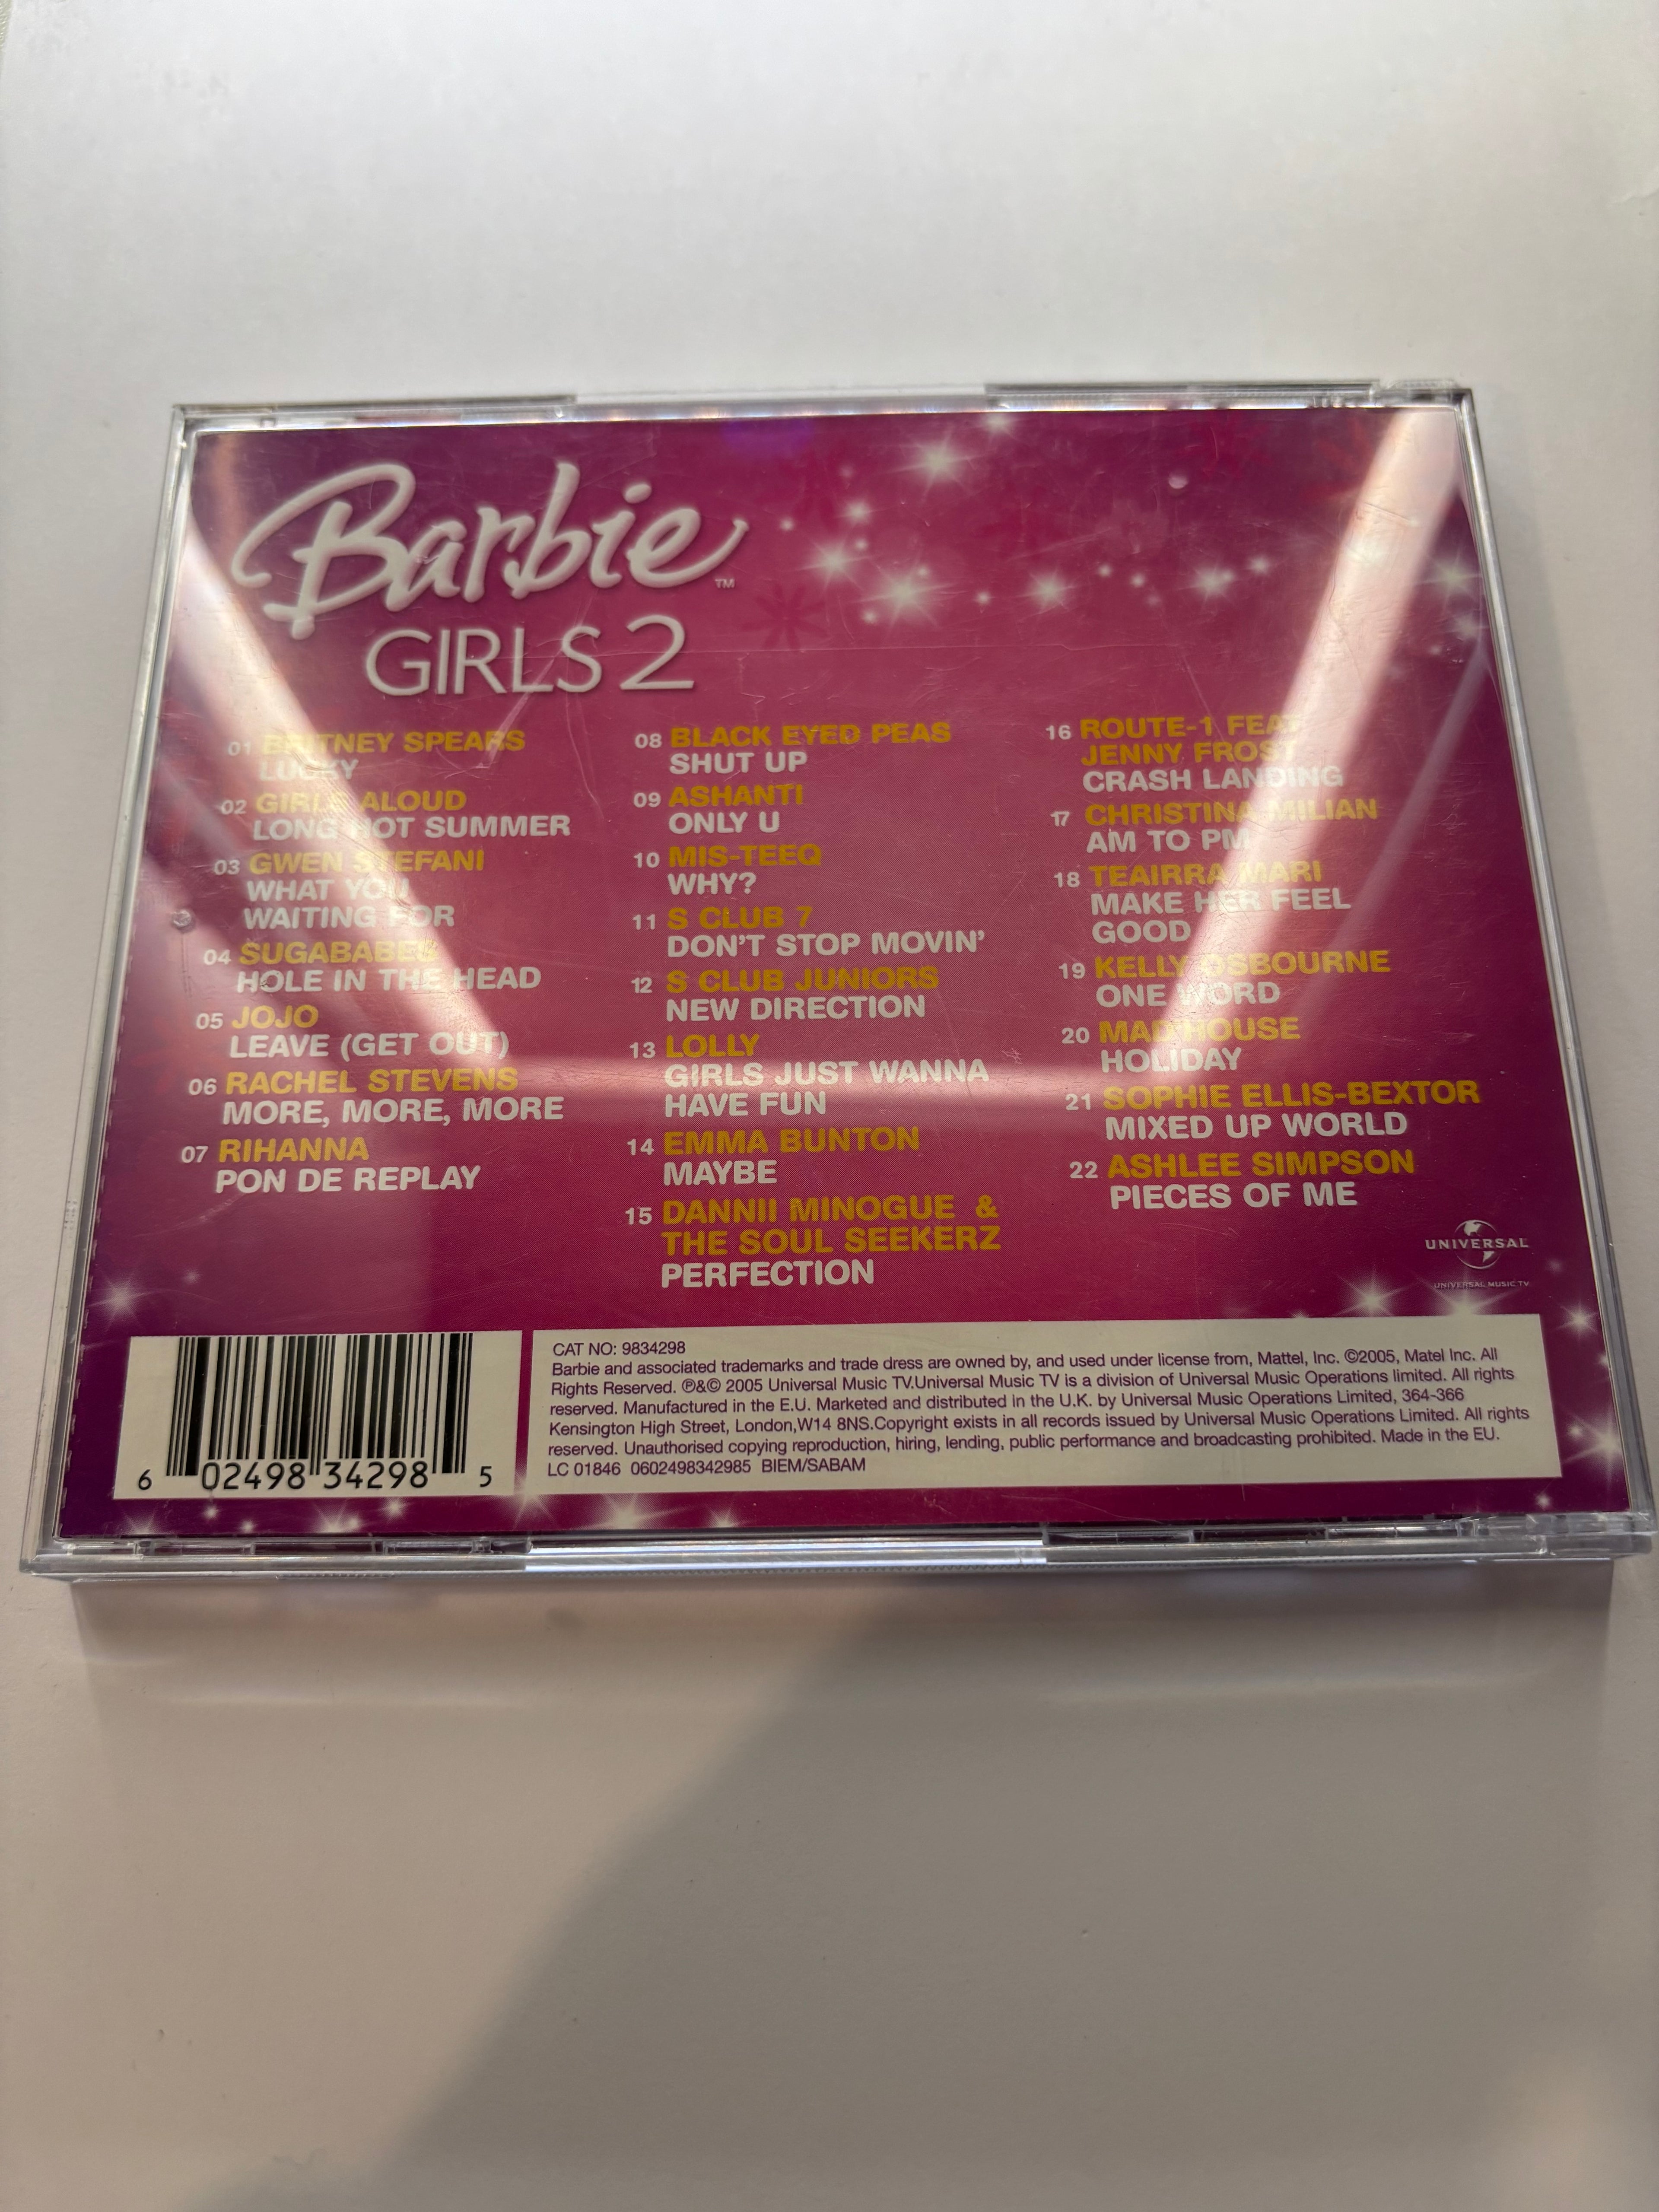 Barbie™
GIRLS 2
01 BRITNEY SPEARS
LUCKY
02 GIRLS ALOUD
LONG HOT SUMMER
03 GWEN STEFANI
WHAT YOU
WAITING FOR
04 SUGABABES
HOLE IN THE HEAD
05 JOJO
LEAVE (GET OUT)
06 RACHEL STEVENS
MORE, MORE, MORE
07 RIHANNA
PON DE REPLAY
08 BLACK EYED PEAS
SHUT UP
09 ASHANTI
ONLY U
10 MIS-TEEQ
WHY?
11 S CLUB 7
DON'T STOP MOVIN'
12 S CLUB JUNIORS
NEW DIRECTION
13 LOLLY
GIRLS JUST WANNA
HAVE FUN
14 EMMA BUNTON
MAYBE
15 DANNII MINOGUE &
THE SOUL SEEKERZ
PERFECTION
16 ROUTE-1 FEAT
JENNY FROST
CRASH LANDING
17 CHRISTINA MILIAN
AM TO PM
18 TEAIRRA MARI
MAKE HER FEEL
GOOD
19 KELLY OSBOURNE
ONE WORD
20 MAD'HOUSE
HOLIDAY
21 SOPHIE ELLIS-BEXTOR
MIXED UP WORLD
22 ASHLEE SIMPSON
PIECES OF ME
UNIVERSAL
UNIVERSAL MUSIC TV
6 02498 34298 5
CAT NO: 9834298
Barbie and associated trademarks and trade dress are owned by, and used under license from, Mattel, Inc. ©2005, Matel Inc. All
Rights Reserved. ℗&© 2005 Universal Music TV.Universal Music TV is a division of Universal Music Operations limited. All rights
reserved. Manufactured in the E.U. Marketed and distributed in the U.K. by Universal Music Operations Limited, 364-366
Kensington High Street, London,W14 8NS.Copyright exists in all records issued by Universal Music Operations Limited. All rights
reserved. Unauthorised copying reproduction, hiring, lending, public performance and broadcasting prohibited. Made in the EU.
LC 01846 0602498342985 BIEM/SABAM